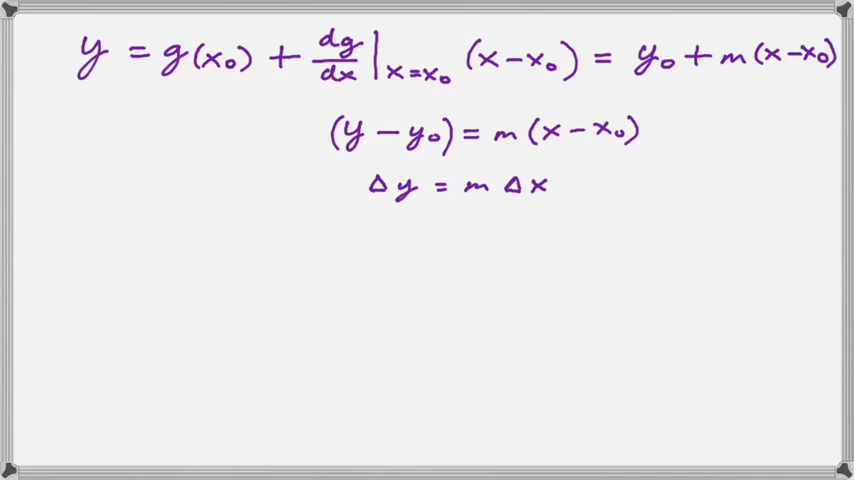 y = g(x₀) + dg/dx |ₓ₌ₓ₀ (x − x₀) = y₀ + m(x − x₀)
(y − y₀) = m(x − x₀)
Δy = m Δx